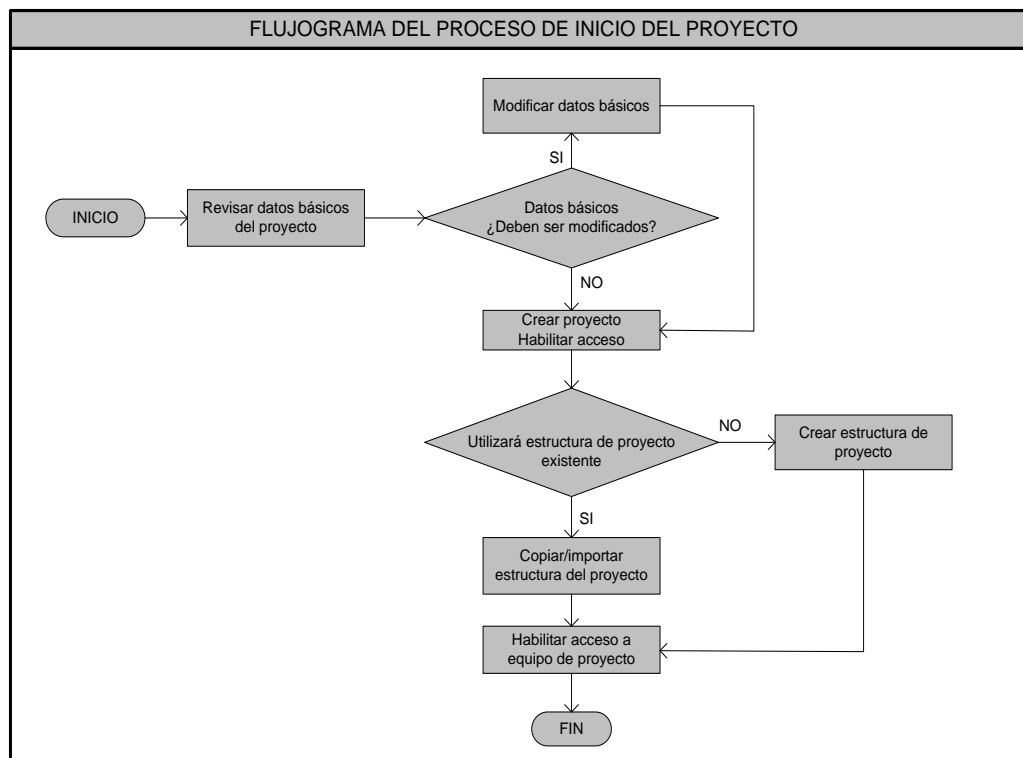 FLUJOGRAMA DEL PROCESO DE INICIO DEL PROYECTO
Modificar datos básicos
SI
INICIO
Revisar datos básicos
del proyecto
Datos básicos
¿Deben ser modificados?
NO
Crear proyecto
Habilitar acceso
Utilizará estructura de proyecto
existente
NO
Crear estructura de
proyecto
SI
Copiar/importar
estructura del proyecto
Habilitar acceso a
equipo de proyecto
FIN